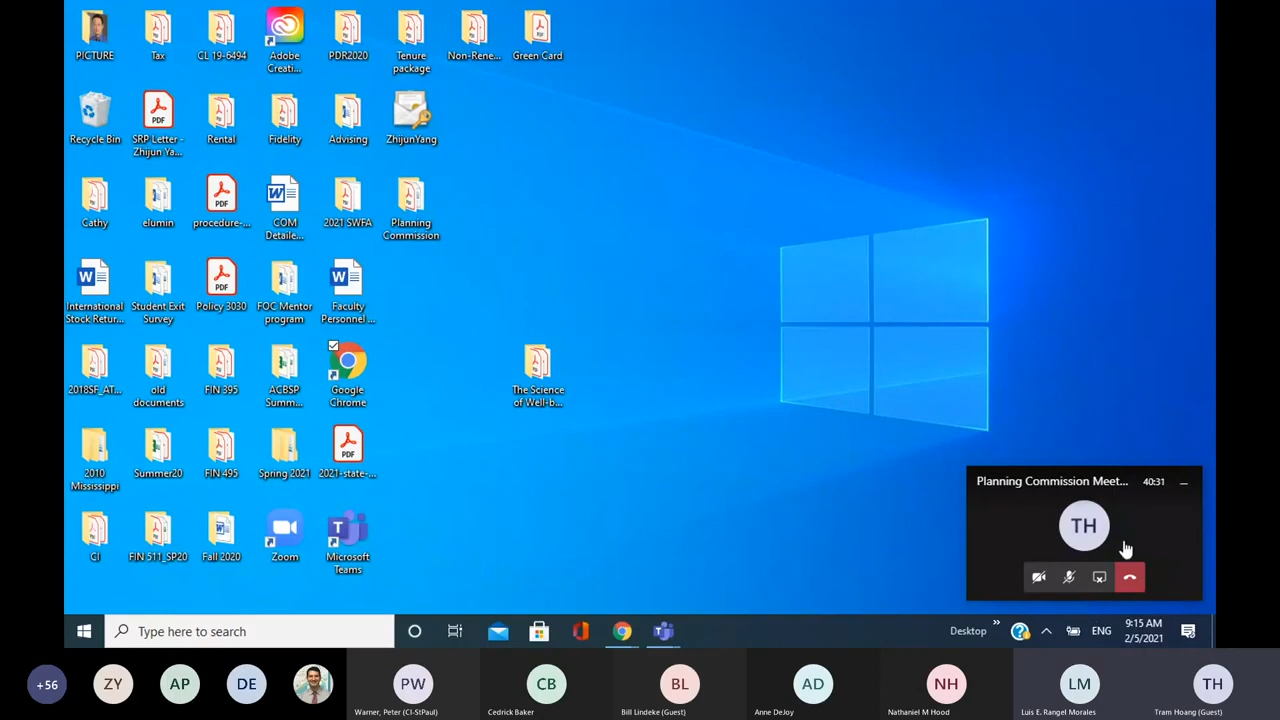 PICTURE
Tax
CL 19-6494
Adobe
Creati...
PDR2020
Tenure
package
Non-Rene...
Green Card
Recycle Bin
PDF
SRP Letter -
Zhijun Ya...
Rental
Fidelity
Advising
ZhijunYang
Cathy
elumin
PDF
procedure-...
W
COM
Detaile...
2021 SWFA
Planning
Commission
W
International
Stock Retur...
Student Exit
Survey
PDF
Policy 3030
FOC Mentor
program
W
Faculty
Personnel ...
2018SF_AT...
old
documents
FIN 395
ACBSP
Summ...
Google
Chrome
The Science
of Well-b...
2010
Mississippi
Summer20
FIN 495
Spring 2021
PDF
2021-state-...
CI
FIN 511_SP20
Fall 2020
Zoom
T
Microsoft
Teams
Planning Commission Meet... 40:31
TH
Type here to search
Desktop
ENG
9:15 AM
2/5/2021
+56
ZY
AP
DE
PW
Warner, Peter (CI-StPaul)
CB
Cedrick Baker
BL
Bill Lindeke (Guest)
AD
Anne DeJoy
NH
Nathaniel M Hood
LM
Luis E. Rangel Morales
TH
Tram Hoang (Guest)